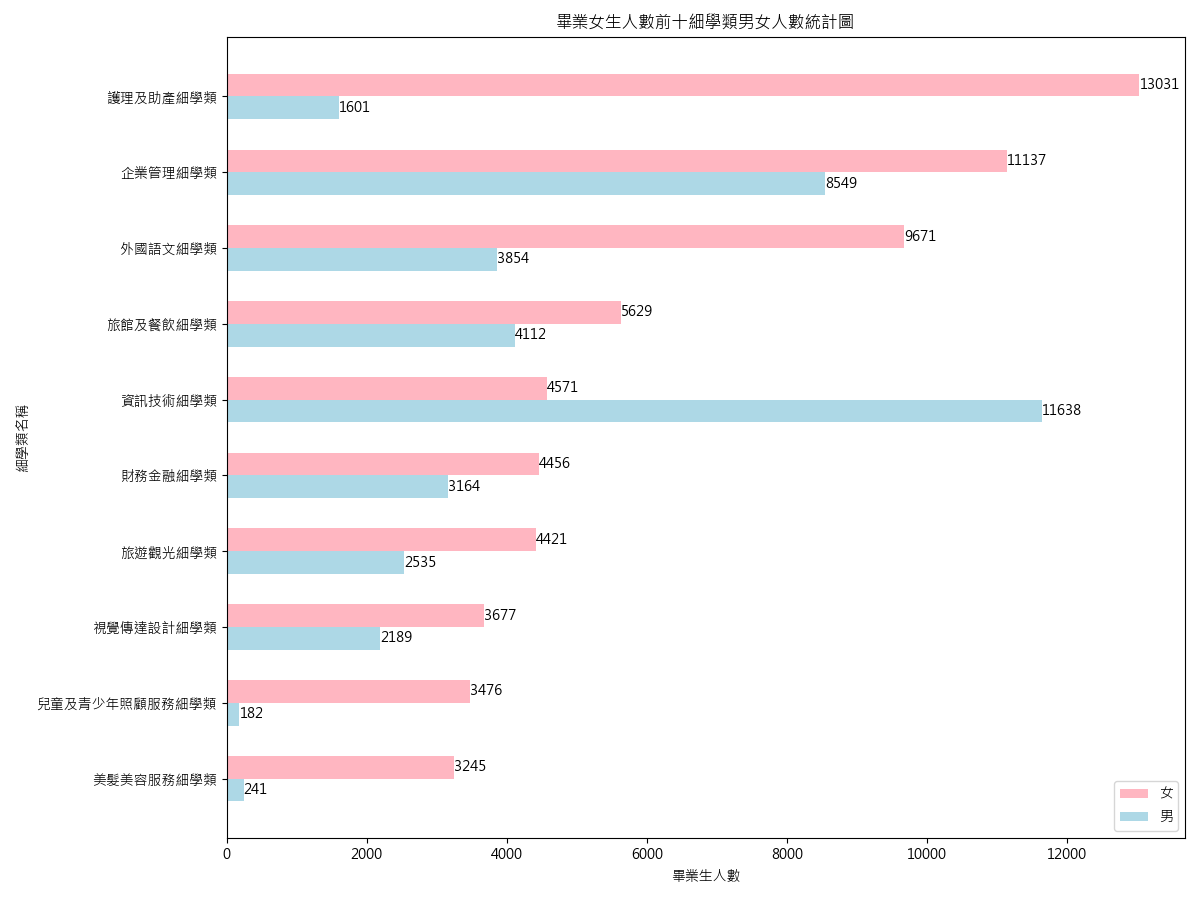 畢業女生人數前十細學類男女人數統計圖
護理及助產細學類
13031
1601
企業管理細學類
11137
8549
外國語文細學類
9671
3854
旅館及餐飲細學類
5629
4112
資訊技術細學類
4571
11638
財務金融細學類
4456
3164
旅遊觀光細學類
4421
2535
視覺傳達設計細學類
3677
2189
兒童及青少年照顧服務細學類
3476
182
美髮美容服務細學類
3245
241
細學類名稱
女
男
0 2000 4000 6000 8000 10000 12000
畢業生人數